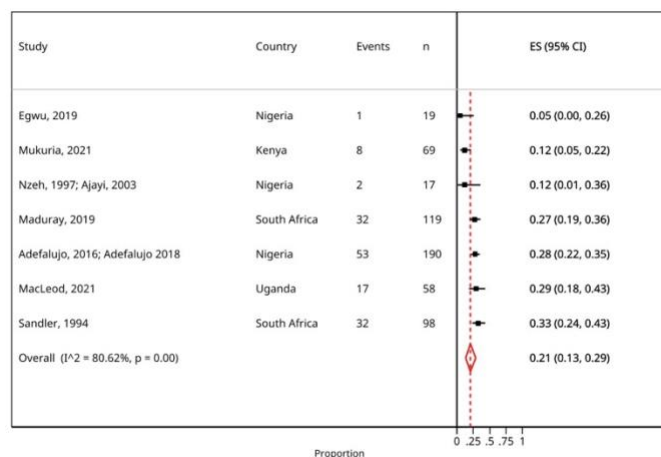 Study Country Events n ES (95% CI)
Egwu, 2019 Nigeria 1 19 0.05 (0.00, 0.26)
Mukuria, 2021 Kenya 8 69 0.12 (0.05, 0.22)
Nzeh, 1997; Ajayi, 2003 Nigeria 2 17 0.12 (0.01, 0.36)
Maduray, 2019 South Africa 32 119 0.27 (0.19, 0.36)
Adefalujo, 2016; Adefalujo 2018 Nigeria 53 190 0.28 (0.22, 0.35)
MacLeod, 2021 Uganda 17 58 0.29 (0.18, 0.43)
Sandler, 1994 South Africa 32 98 0.33 (0.24, 0.43)
Overall (I^2 = 80.62%, p = 0.00) 0.21 (0.13, 0.29)
0 .25 .5 .75 1
Proportion